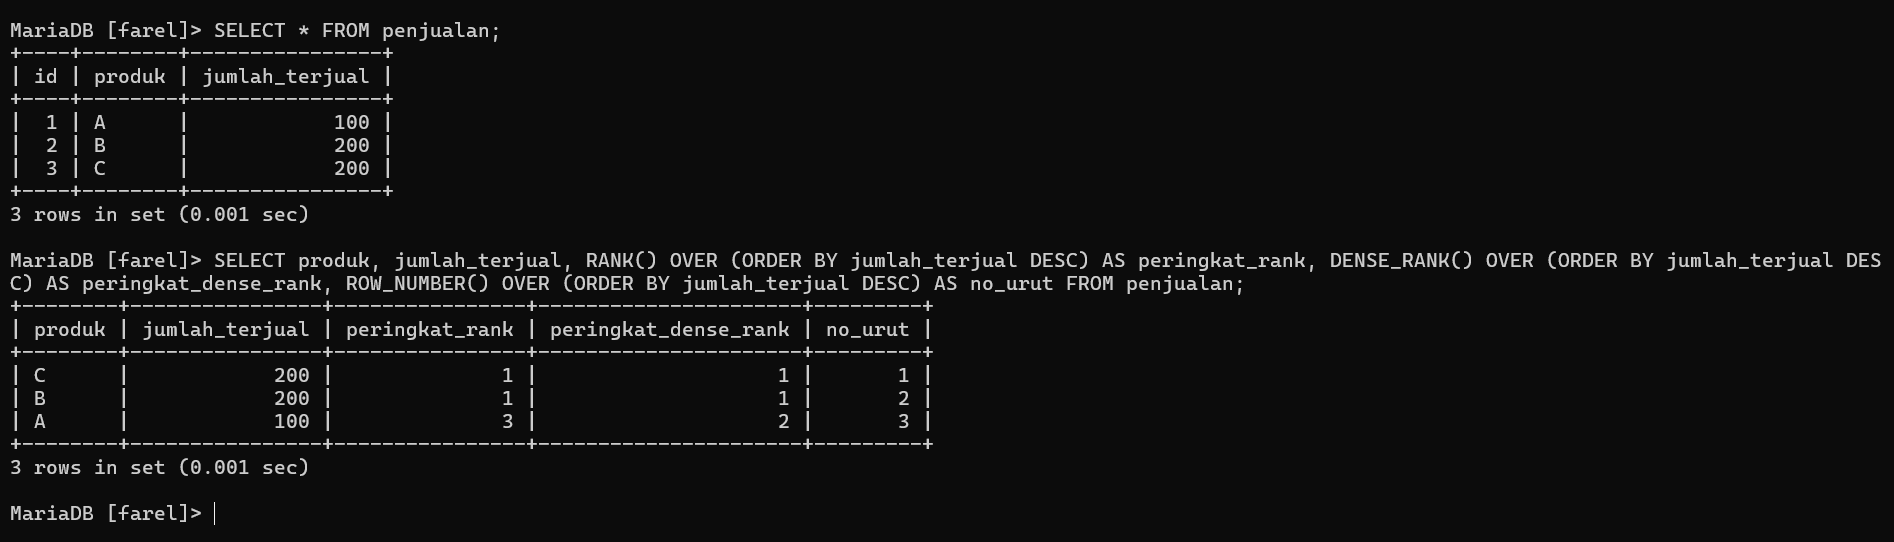 MariaDB [farel]> SELECT * FROM penjualan;
+----+--------+----------------+
| id | produk | jumlah_terjual |
+----+--------+----------------+
|  1 | A      |            100 |
|  2 | B      |            200 |
|  3 | C      |            200 |
+----+--------+----------------+
3 rows in set (0.001 sec)
MariaDB [farel]> SELECT produk, jumlah_terjual, RANK() OVER (ORDER BY jumlah_terjual DESC) AS peringkat_rank, DENSE_RANK() OVER (ORDER BY jumlah_terjual DES
C) AS peringkat_dense_rank, ROW_NUMBER() OVER (ORDER BY jumlah_terjual DESC) AS no_urut FROM penjualan;
+--------+----------------+----------------+----------------------+---------+
| produk | jumlah_terjual | peringkat_rank | peringkat_dense_rank | no_urut |
+--------+----------------+----------------+----------------------+---------+
| C      |            200 |              1 |                    1 |       1 |
| B      |            200 |              1 |                    1 |       2 |
| A      |            100 |              3 |                    2 |       3 |
+--------+----------------+----------------+----------------------+---------+
3 rows in set (0.001 sec)
MariaDB [farel]>